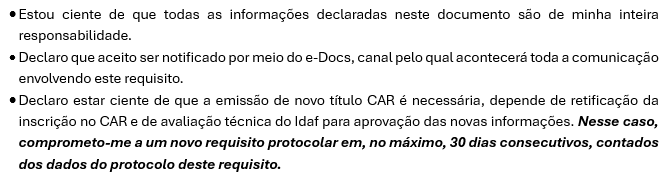 • Estou ciente de que todas as informações declaradas neste documento são de minha inteira
responsabilidade.
• Declaro que aceito ser notificado por meio do e-Docs, canal pelo qual acontecerá toda a comunicação
envolvendo este requisito.
• Declaro estar ciente de que a emissão de novo título CAR é necessária, depende de retificação da
inscrição no CAR e de avaliação técnica do Idaf para aprovação das novas informações. Nesse caso,
comprometo-me a um novo requisito protocolar em, no máximo, 30 dias consecutivos, contados
dos dados do protocolo deste requisito.